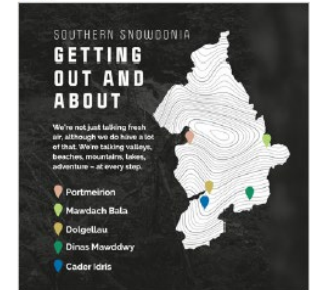 SOUTHERN SNOWDONIA
GETTING
OUT AND
ABOUT
We're not just talking fresh
air, although we do have a lot
of that. We're talking valleys,
beaches, mountains, lakes,
adventure – at every step.
Portmeirion
Mawdach Bala
Dolgellau
Dinas Mawddwy
Cader Idris